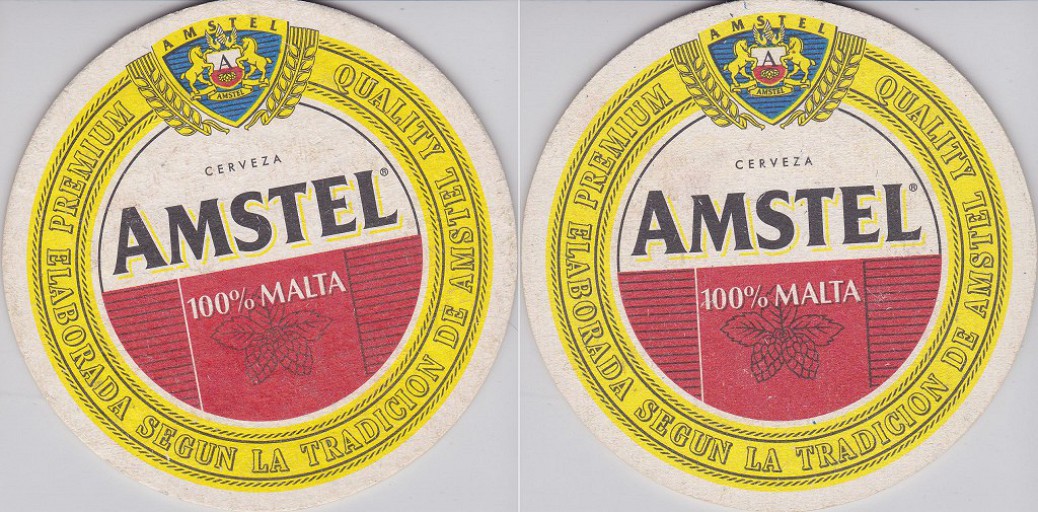 AMSTEL
A
AMSTEL
PREMIUM QUALITY
CERVEZA
AMSTEL®
100% MALTA
ELABORADA SEGUN LA TRADICION DE AMSTEL
AMSTEL
A
AMSTEL
PREMIUM QUALITY
CERVEZA
AMSTEL®
100% MALTA
ELABORADA SEGUN LA TRADICION DE AMSTEL